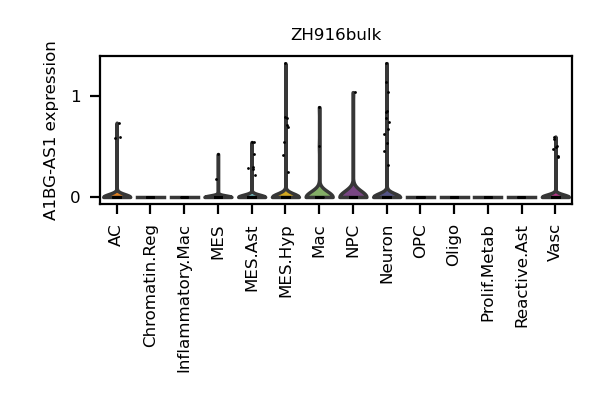 ZH916bulk
A1BG-AS1 expression
1
0
AC
Chromatin.Reg
Inflammatory.Mac
MES
MES.Ast
MES.Hyp
Mac
NPC
Neuron
OPC
Oligo
Prolif.Metab
Reactive.Ast
Vasc